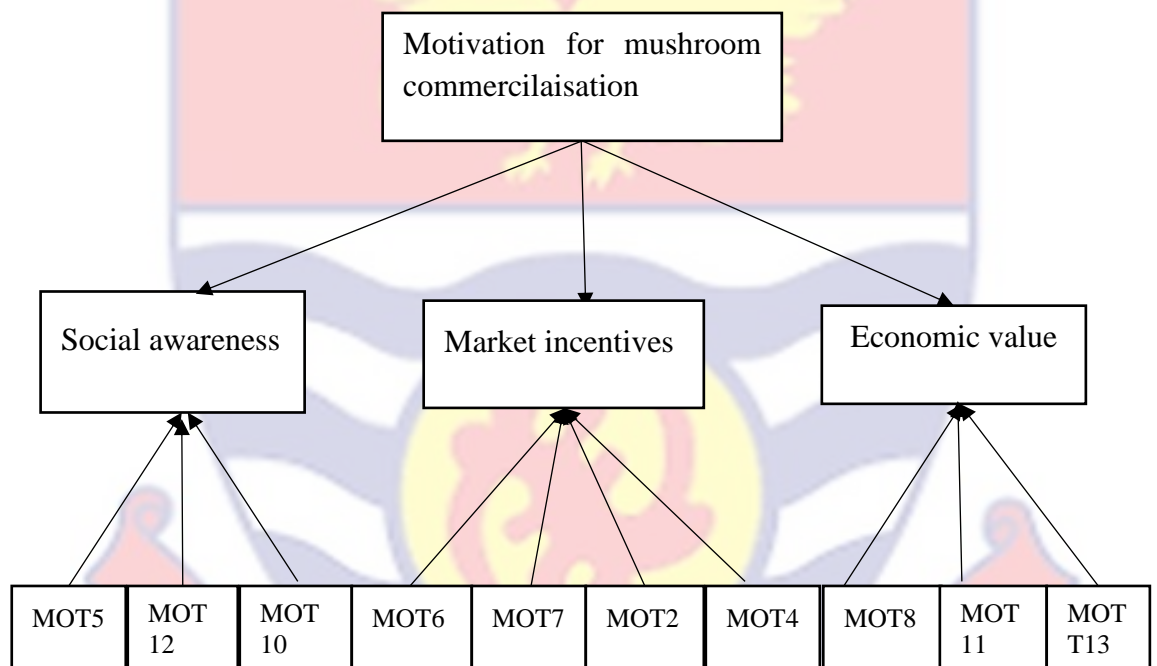 Motivation for mushroom
commercilaisation
Social awareness
Market incentives
Economic value
MOT5
MOT
12
MOT
10
MOT6
MOT7
MOT2
MOT4
MOT8
MOT
11
MOT
T13